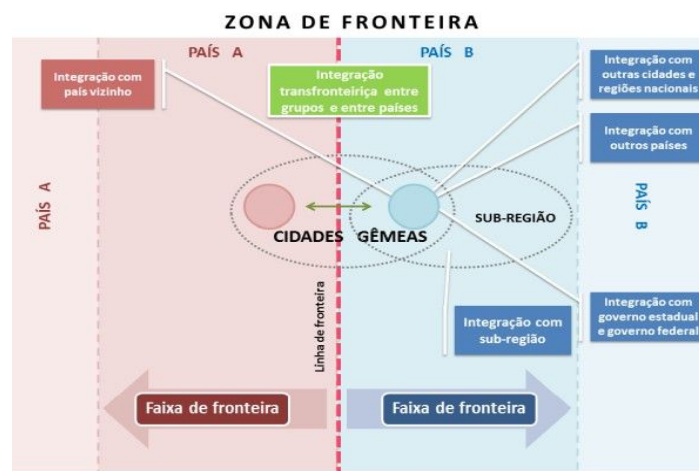 ZONA DE FRONTEIRA
PAÍS A
PAÍS B
Integração com
país vizinho
Integração
transfronteiriça entre
grupos e entre países
Integração com
outras cidades e
regiões nacionais
Integração com
outros países
PAÍS A
PAÍS B
SUB-REGIÃO
CIDADES GÊMEAS
Linha de fronteira
Integração com
sub-região
Integração com
governo estadual
e governo federal
Faixa de fronteira
Faixa de fronteira